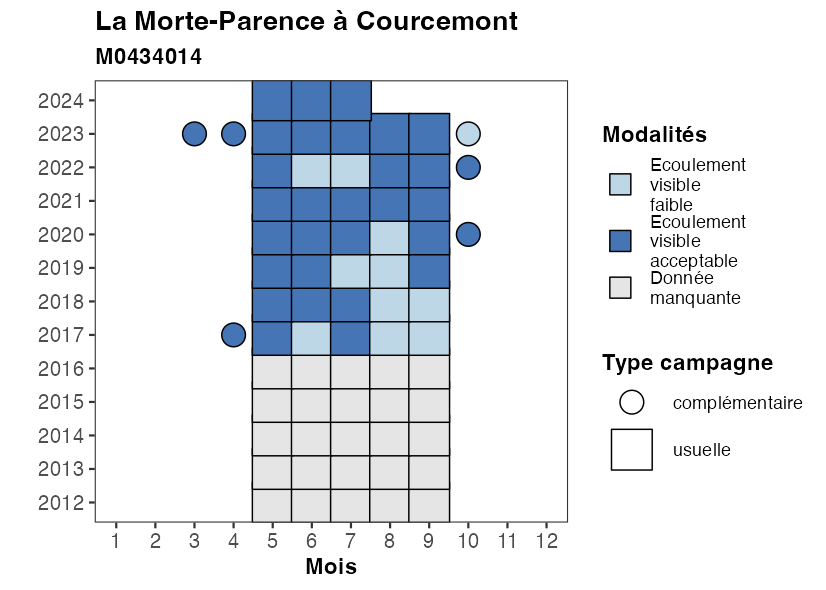 La Morte-Parence à Courcemont
M0434014
2024
2023
2022
2021
2020
2019
2018
2017
2016
2015
2014
2013
2012
1 2 3 4 5 6 7 8 9 10 11 12
Mois
Modalités
Ecoulement
visible
faible
Ecoulement
visible
acceptable
Donnée
manquante
Type campagne
complémentaire
usuelle